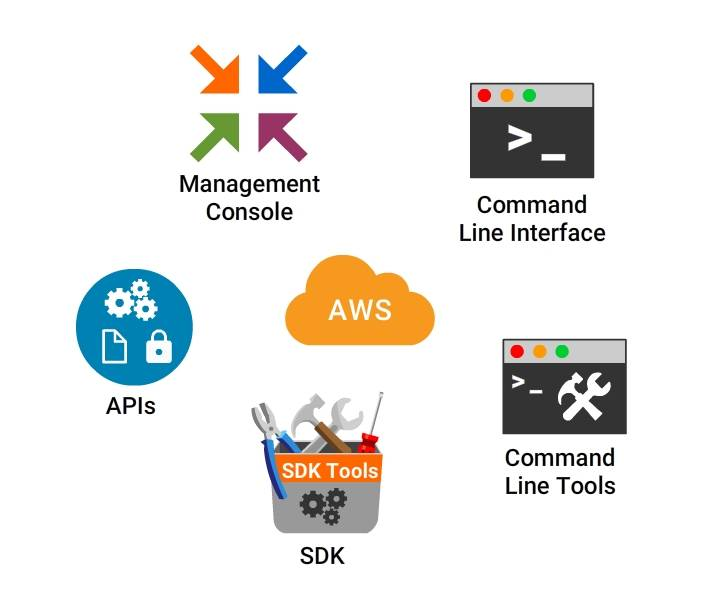 Management
Console
>_
Command
Line Interface
AWS
APIs
>_
Command
Line Tools
SDK Tools
SDK